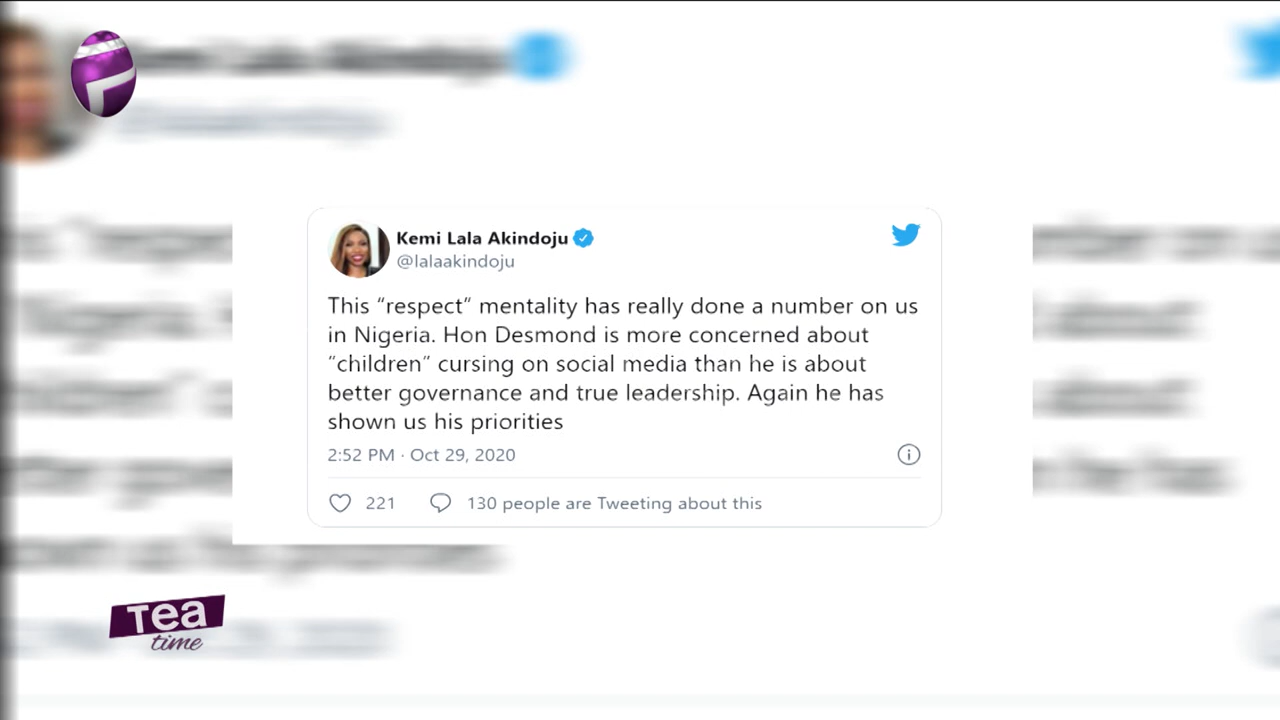 Kemi Lala Akindoju
@lalaakindoju
This “respect” mentality has really done a number on us
in Nigeria. Hon Desmond is more concerned about
“children” cursing on social media than he is about
better governance and true leadership. Again he has
shown us his priorities
2:52 PM · Oct 29, 2020
221
130 people are Tweeting about this
Tea
time